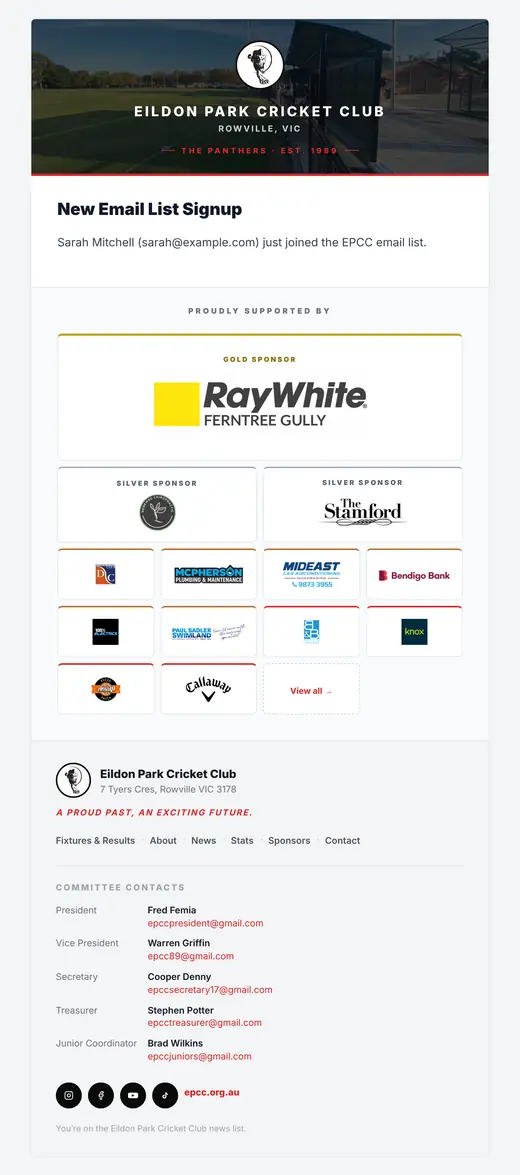 EILDON PARK CRICKET CLUB
ROWVILLE, VIC
THE PANTHERS · EST. 1989
New Email List Signup
Sarah Mitchell (sarah@example.com) just joined the EPCC email list.
PROUDLY SUPPORTED BY
GOLD SPONSOR
RayWhite
FERNTREE GULLY
SILVER SPONSOR
SILVER SPONSOR
The
Stamford
MCPHERSON
PLUMBING & MAINTENANCE
MIDEAST
CAR AIRCONDITIONING
9873 3955
Bendigo Bank
PAUL SADLER
SWIMLAND
knox
Callaway
View all →
Eildon Park Cricket Club
7 Tyers Cres, Rowville VIC 3178
A PROUD PAST, AN EXCITING FUTURE.
Fixtures & Results · About · News · Stats · Sponsors · Contact
COMMITTEE CONTACTS
President Fred Femia
epccpresident@gmail.com
Vice President Warren Griffin
epcc89@gmail.com
Secretary Cooper Denny
epccsecretary17@gmail.com
Treasurer Stephen Potter
epcctreasurer@gmail.com
Junior Coordinator Brad Wilkins
epccjuniors@gmail.com
epcc.org.au
You're on the Eildon Park Cricket Club news list.